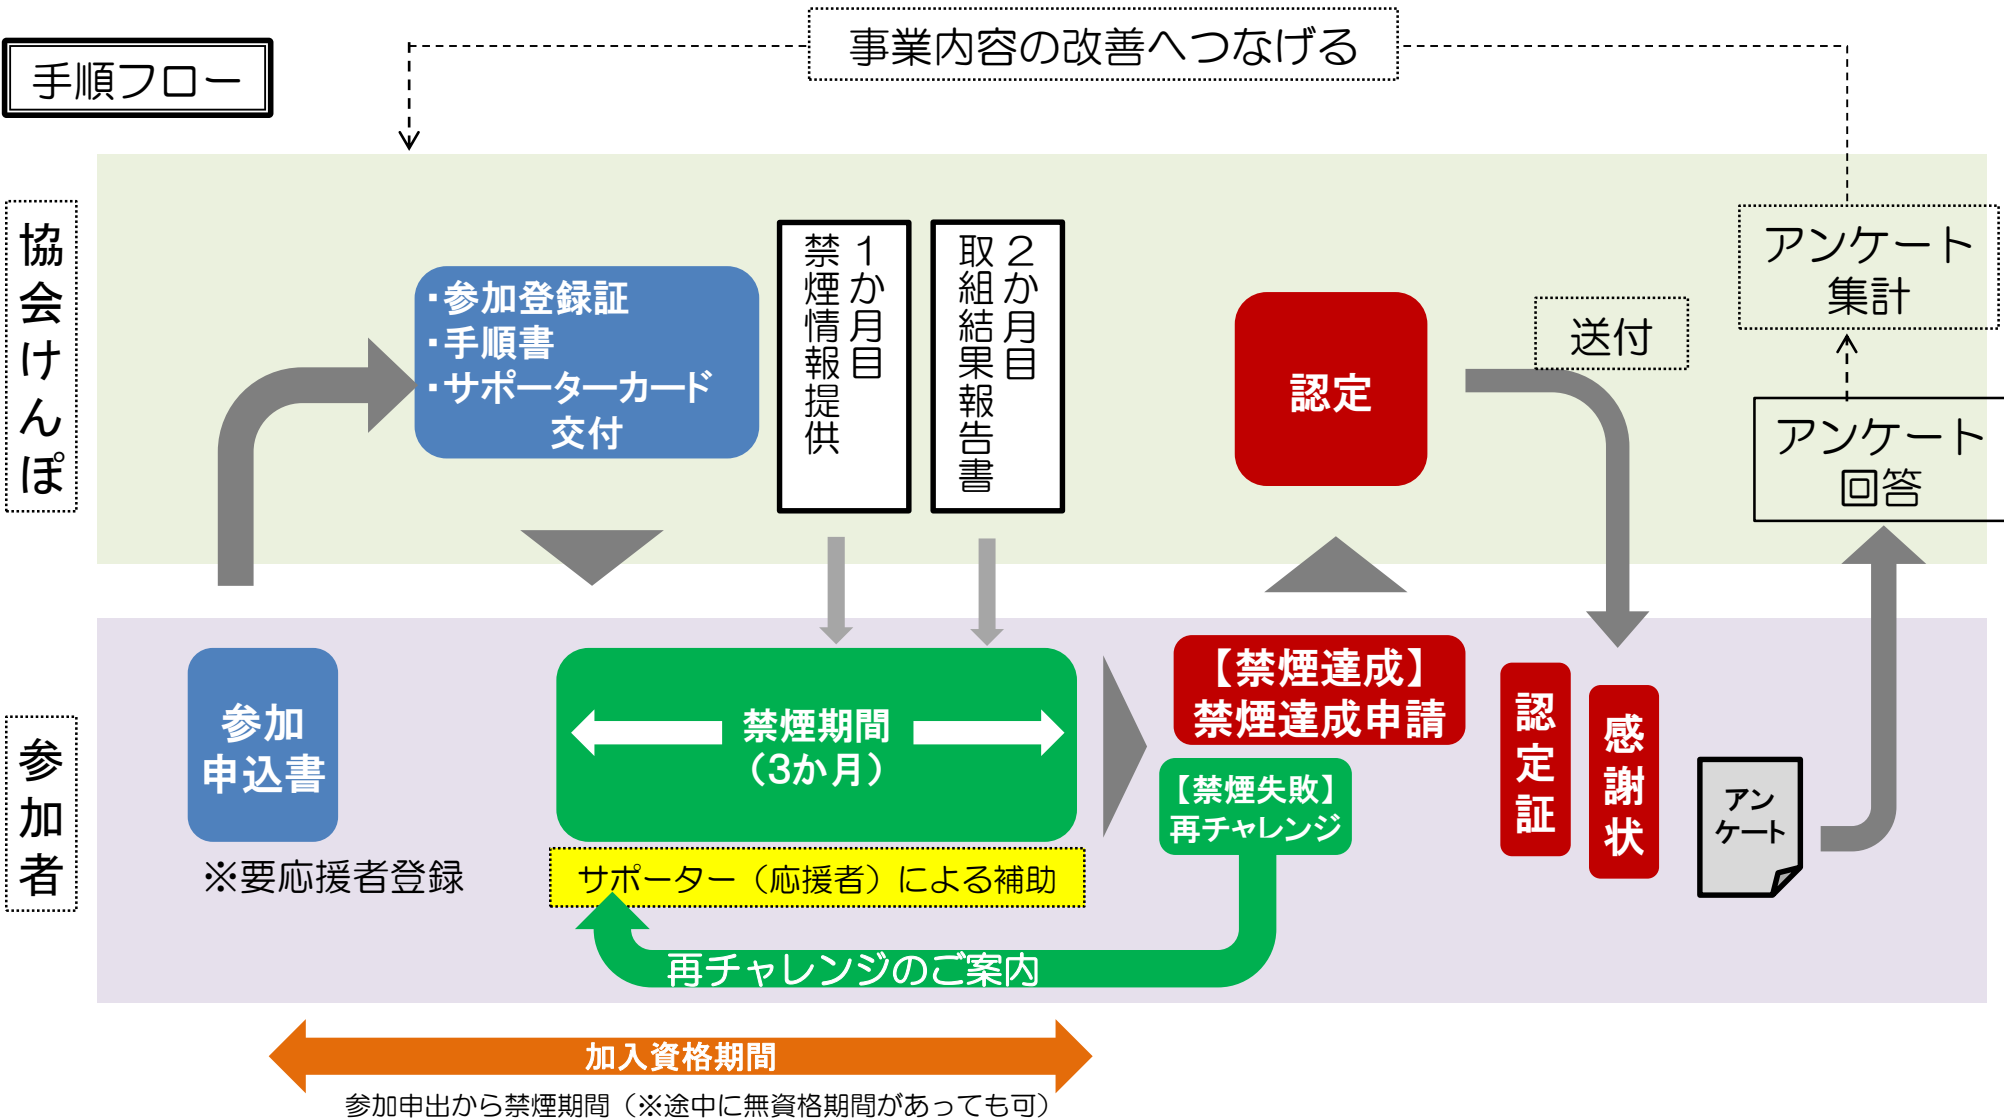 手順フロー
事業内容の改善へつなげる
協会けんぽ
・参加登録証
・手順書
・サポーターカード
交付
1か月目
禁煙情報提供
2か月目
取組結果報告書
認定
送付
アンケート
集計
アンケート
回答
参加者
参加
申込書
※要応援者登録
禁煙期間
（3か月）
サポーター（応援者）による補助
再チャレンジのご案内
【禁煙達成】
禁煙達成申請
【禁煙失敗】
再チャレンジ
認定証
感謝状
アン
ケート
加入資格期間
参加申出から禁煙期間（※途中に無資格期間があっても可）